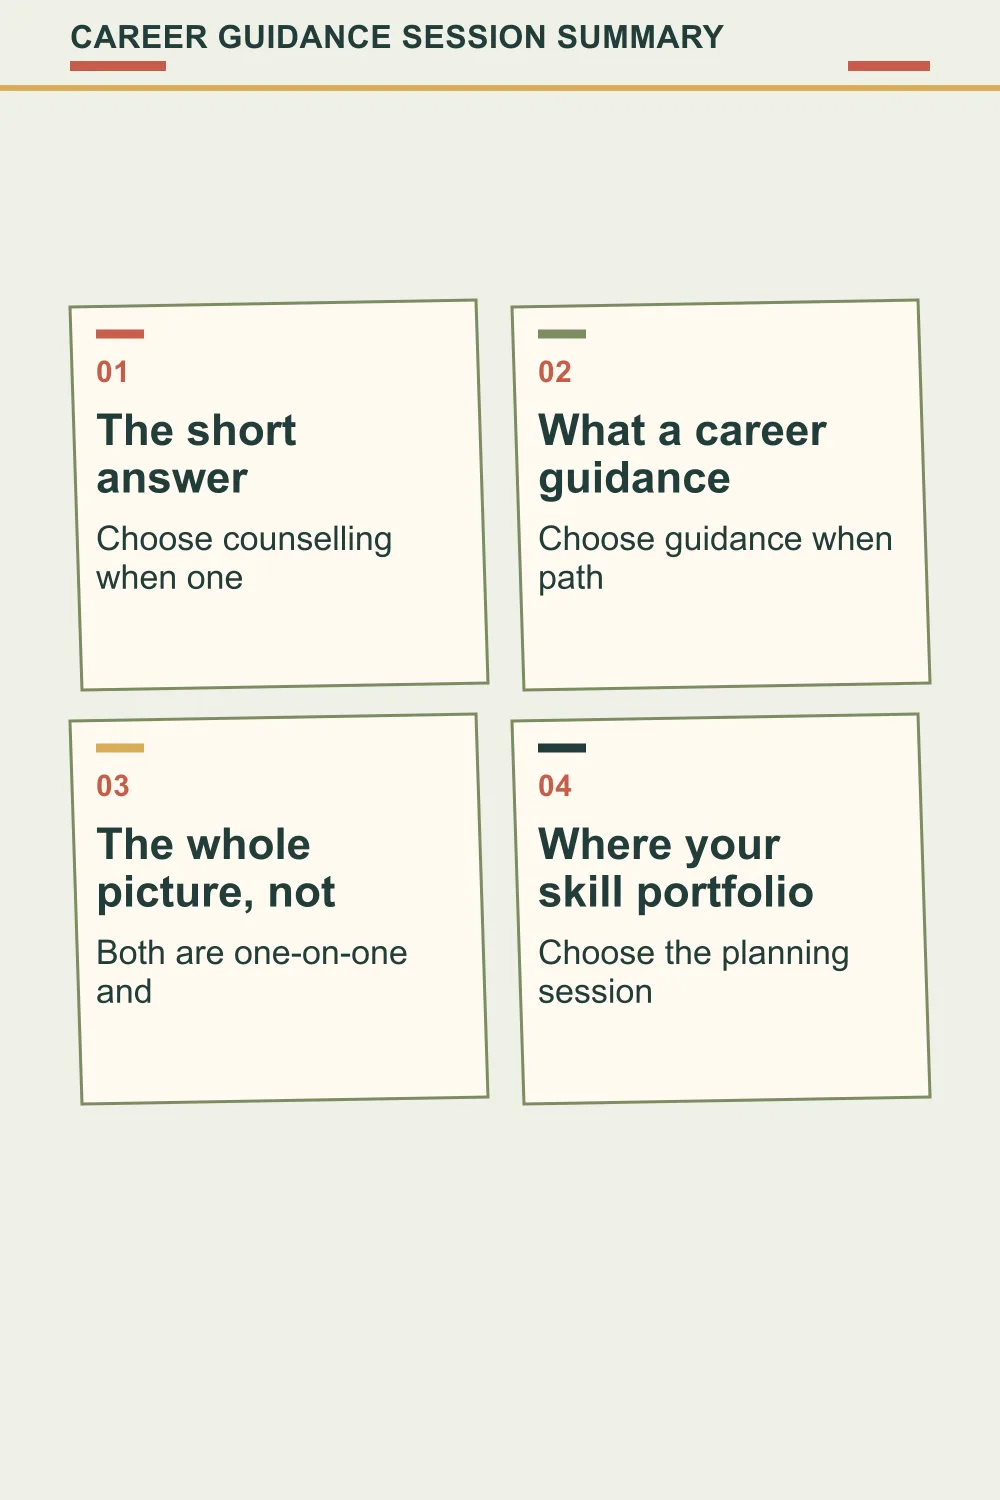 CAREER GUIDANCE SESSION SUMMARY
01
The short
answer
Choose counselling
when one
02
What a career
guidance
Choose guidance when
path
03
The whole
picture, not
Both are one-on-one
and
04
Where your
skill portfolio
Choose the planning
session